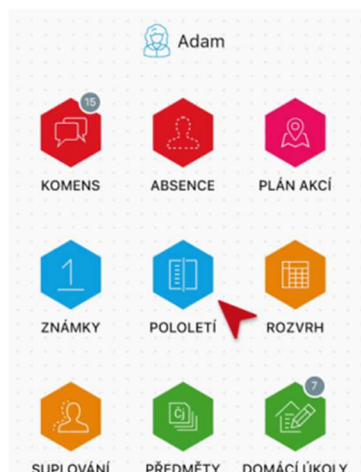 Adam
15
KOMENS ABSENCE PLÁN AKCÍ
1
ZNÁMKY POLOLETÍ ROZVRH
Čj 7
SUPLOVÁNÍ PŘEDMĚTY DOMÁCÍ ÚKOLY